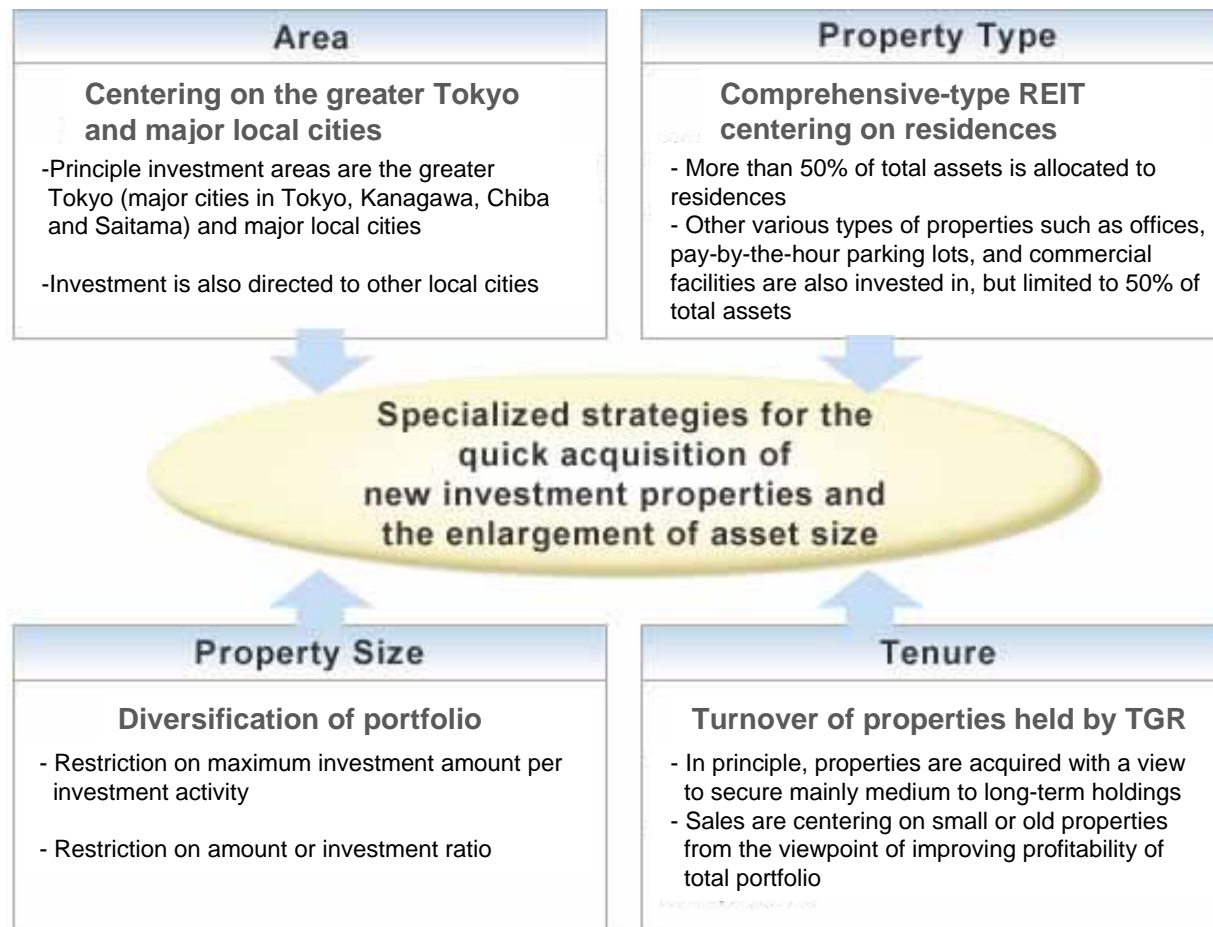 Area
Centering on the greater Tokyo
and major local cities
-Principle investment areas are the greater
Tokyo (major cities in Tokyo, Kanagawa, Chiba
and Saitama) and major local cities
-Investment is also directed to other local cities
Property Type
Comprehensive-type REIT
centering on residences
- More than 50% of total assets is allocated to
residences
- Other various types of properties such as offices,
pay-by-the-hour parking lots, and commercial
facilities are also invested in, but limited to 50% of
total assets
Specialized strategies for the
quick acquisition of
new investment properties and
the enlargement of asset size
Property Size
Diversification of portfolio
- Restriction on maximum investment amount per
investment activity
- Restriction on amount or investment ratio
Tenure
Turnover of properties held by TGR
- In principle, properties are acquired with a view
to secure mainly medium to long-term holdings
- Sales are centering on small or old properties
from the viewpoint of improving profitability of
total portfolio